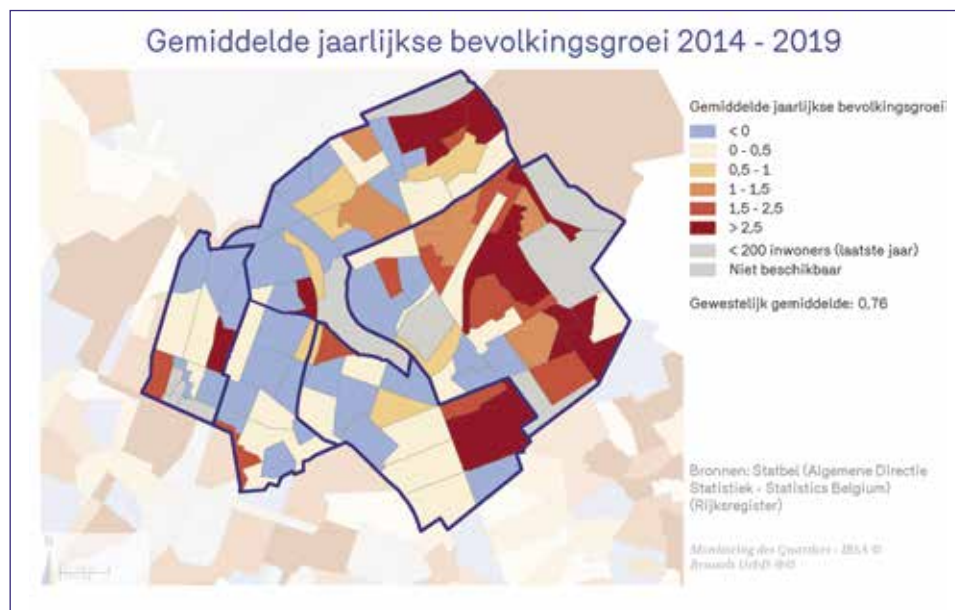 Gemiddelde jaarlijkse bevolkingsgroei 2014 - 2019
Gemiddelde jaarlijkse bevolkingsgroei
< 0
0 - 0,5
0,5 - 1
1 - 1,5
1,5 - 2,5
> 2,5
< 200 inwoners (laatste jaar)
Niet beschikbaar
Gewestelijk gemiddelde: 0,76
Bronnen: Statbel (Algemene Directie
Statistiek - Statistics Belgium)
(Rijksregister)
Monitoring des Quartiers - IBSA ©
Brussels UrbIS ®©